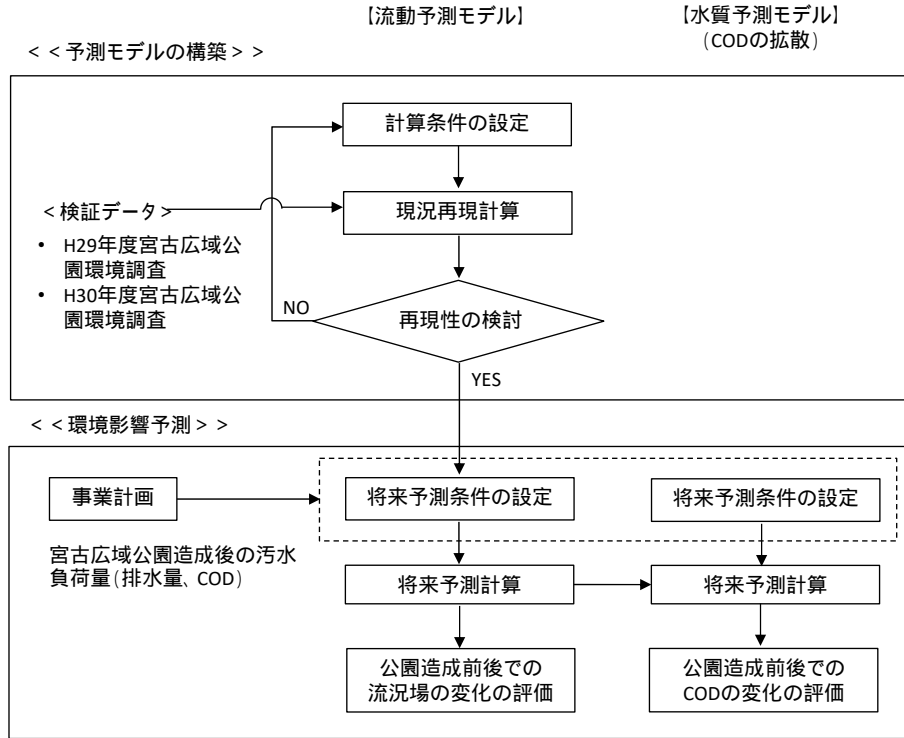 【流動予測モデル】
【水質予測モデル】
(CODの拡散)
<<予測モデルの構築>>
計算条件の設定
現況再現計算
<検証データ>
• H29年度宮古広域公
園環境調査
• H30年度宮古広域公
園環境調査
NO
再現性の検討
YES
<<環境影響予測>>
事業計画
将来予測条件の設定
将来予測条件の設定
宮古広域公園造成後の汚水
負荷量(排水量、COD)
将来予測計算
将来予測計算
公園造成前後での
流況場の変化の評価
公園造成前後での
CODの変化の評価